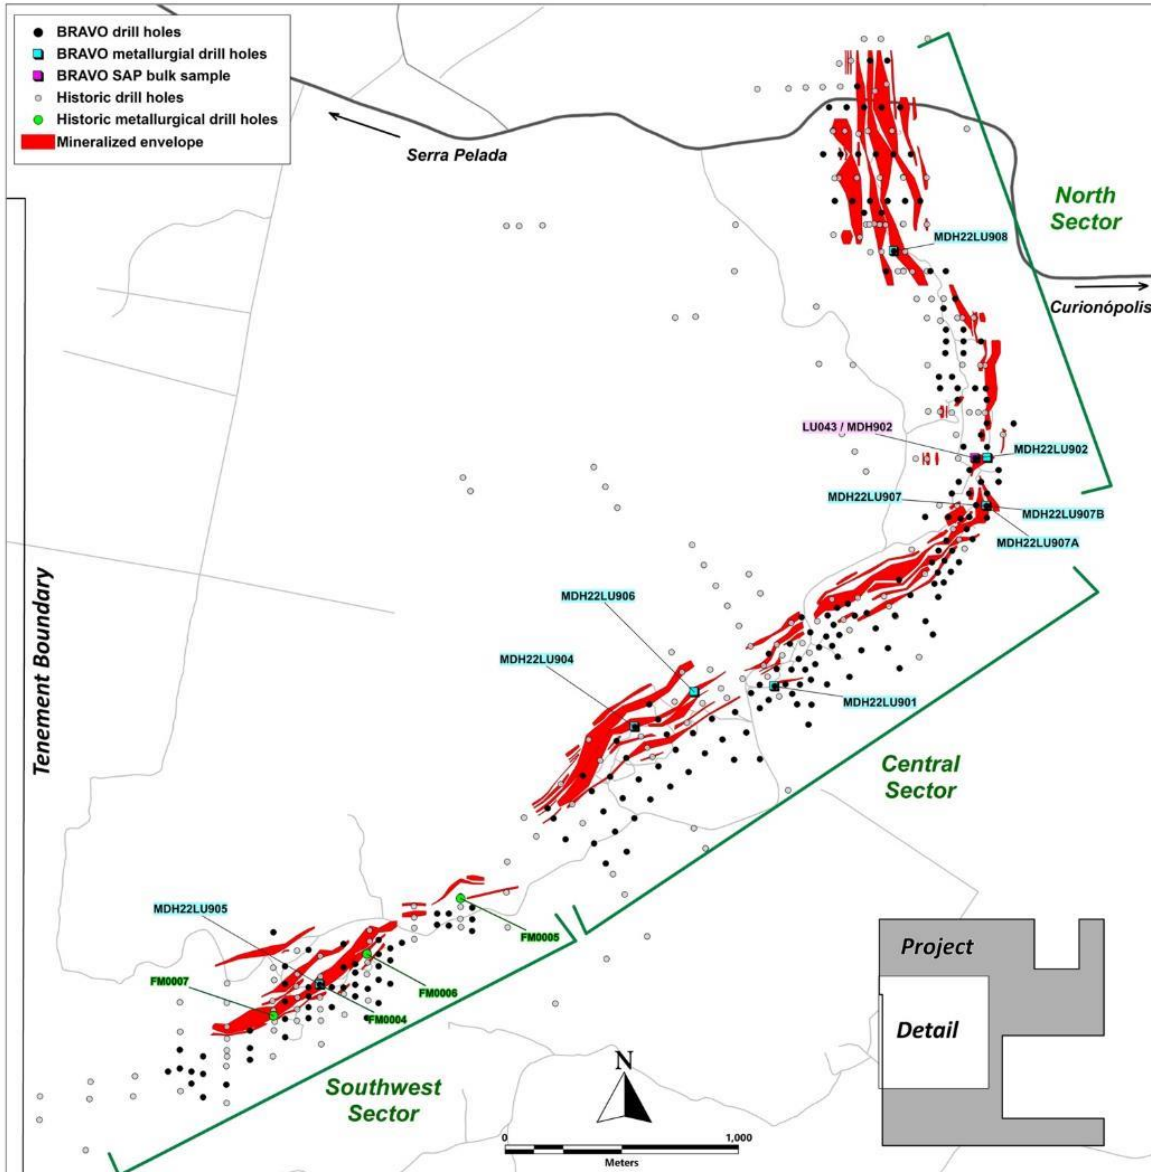 BRAVO drill holes
BRAVO metallurgial drill holes
BRAVO SAP bulk sample
Historic drill holes
Historic metallurgical drill holes
Mineralized envelope
Serra Pelada
North
Sector
MDH22LU908
Curionópolis
LU043 / MDH902
MDH22LU902
MDH22LU907
MDH22LU907B
MDH22LU907A
Tenement Boundary
MDH22LU906
MDH22LU904
MDH22LU901
Central
Sector
MDH22LU905
FM0005
FM0007
FM0006
FM0004
Project
Detail
Southwest
Sector
N
0
1,000
Meters